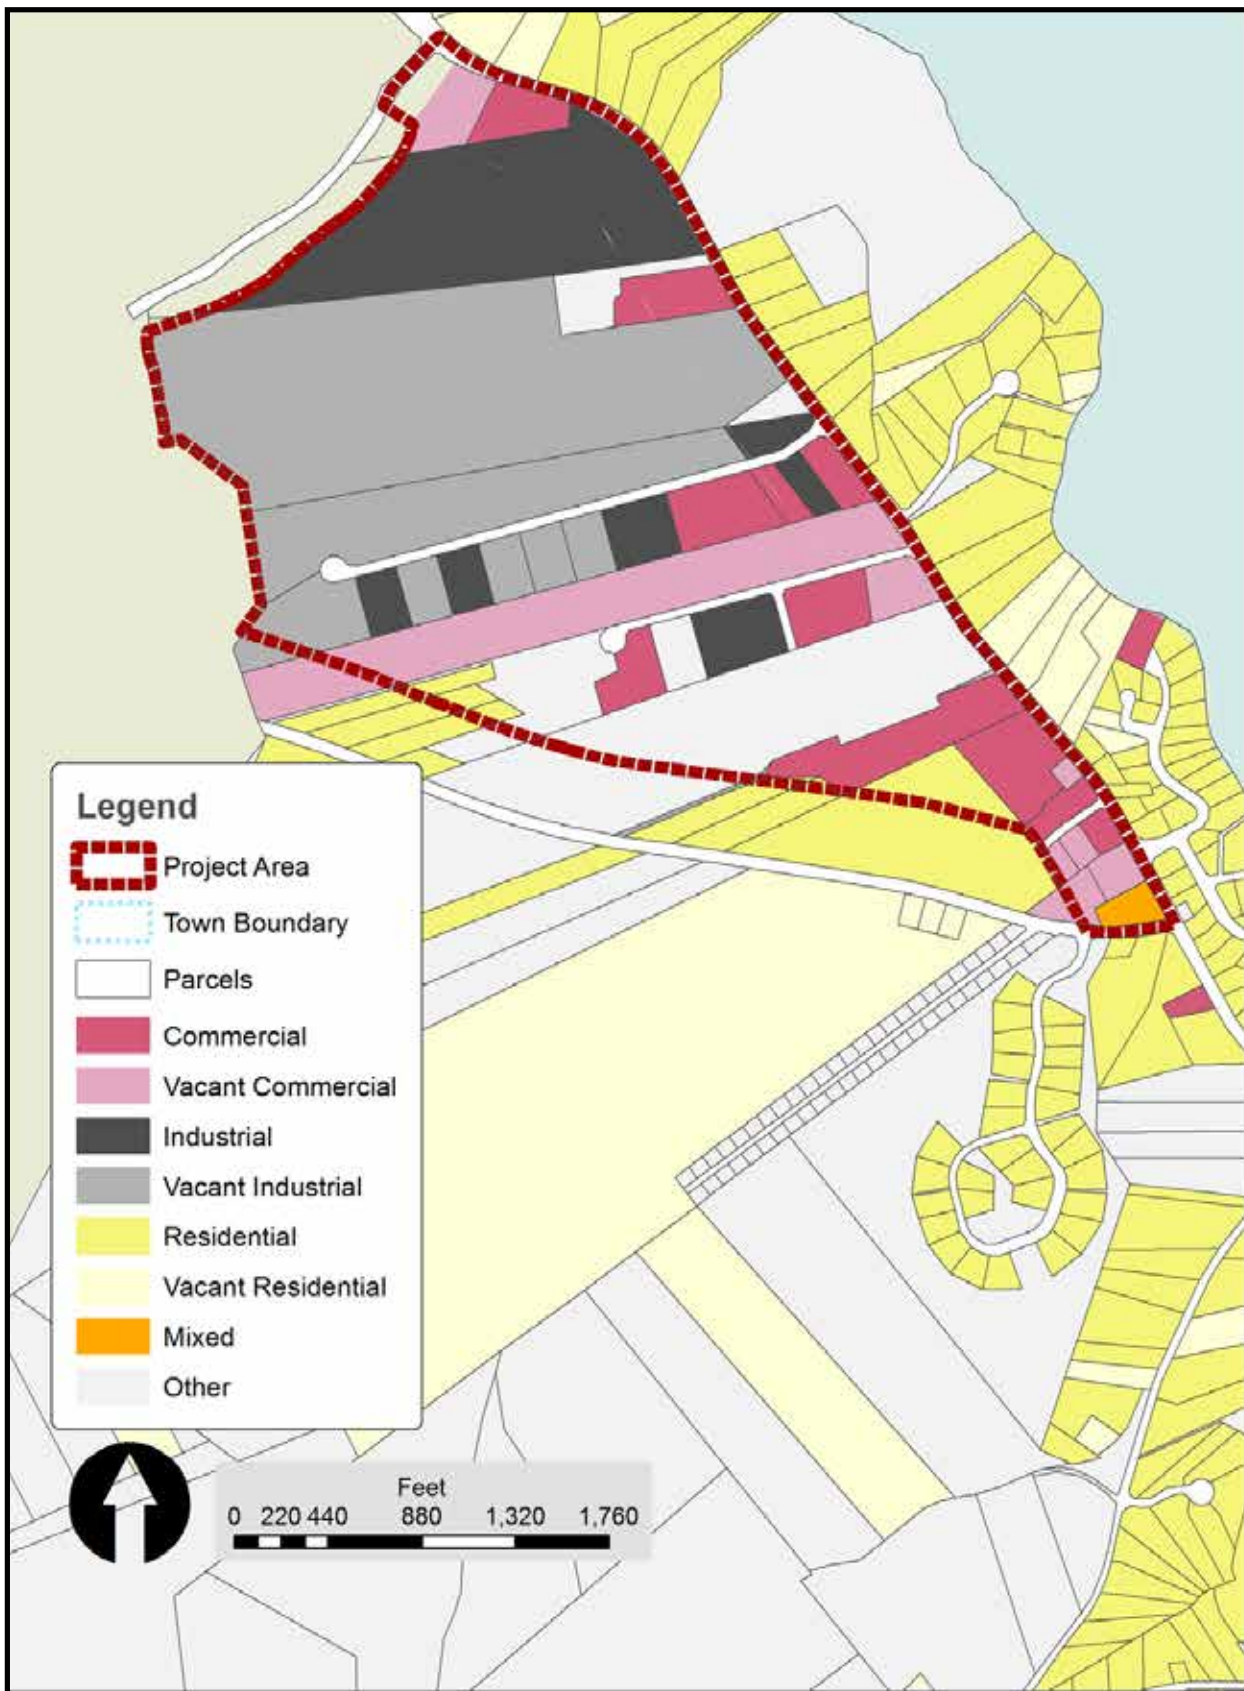 Legend
Project Area
Town Boundary
Parcels
Commercial
Vacant Commercial
Industrial
Vacant Industrial
Residential
Vacant Residential
Mixed
Other
Feet
0 220 440 880 1,320 1,760